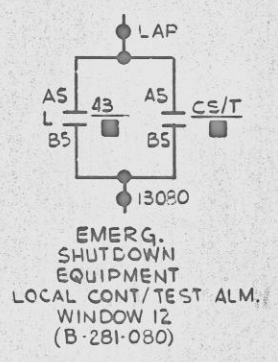 LAP
A5
L
43
B5
A5
CS/T
B5
13080
EMERG.
SHUTDOWN
EQUIPMENT
LOCAL CONT/TEST ALM.
WINDOW 12
(B-281-080)